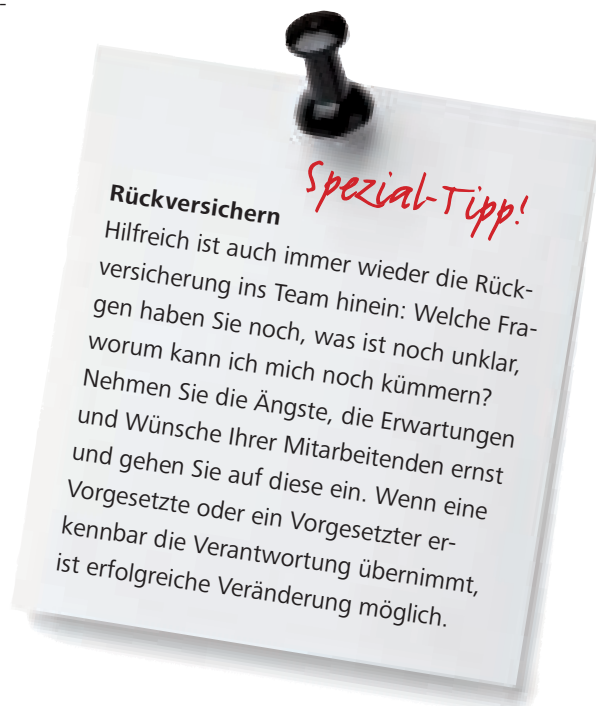 Spezial-Tipp!
Rückversichern
Hilfreich ist auch immer wieder die Rück-
versicherung ins Team hinein: Welche Fra-
gen haben Sie noch, was ist noch unklar,
worum kann ich mich noch kümmern?
Nehmen Sie die Ängste, die Erwartungen
und Wünsche Ihrer Mitarbeitenden ernst
und gehen Sie auf diese ein. Wenn eine
Vorgesetzte oder ein Vorgesetzter er-
kennbar die Verantwortung übernimmt,
ist erfolgreiche Veränderung möglich.